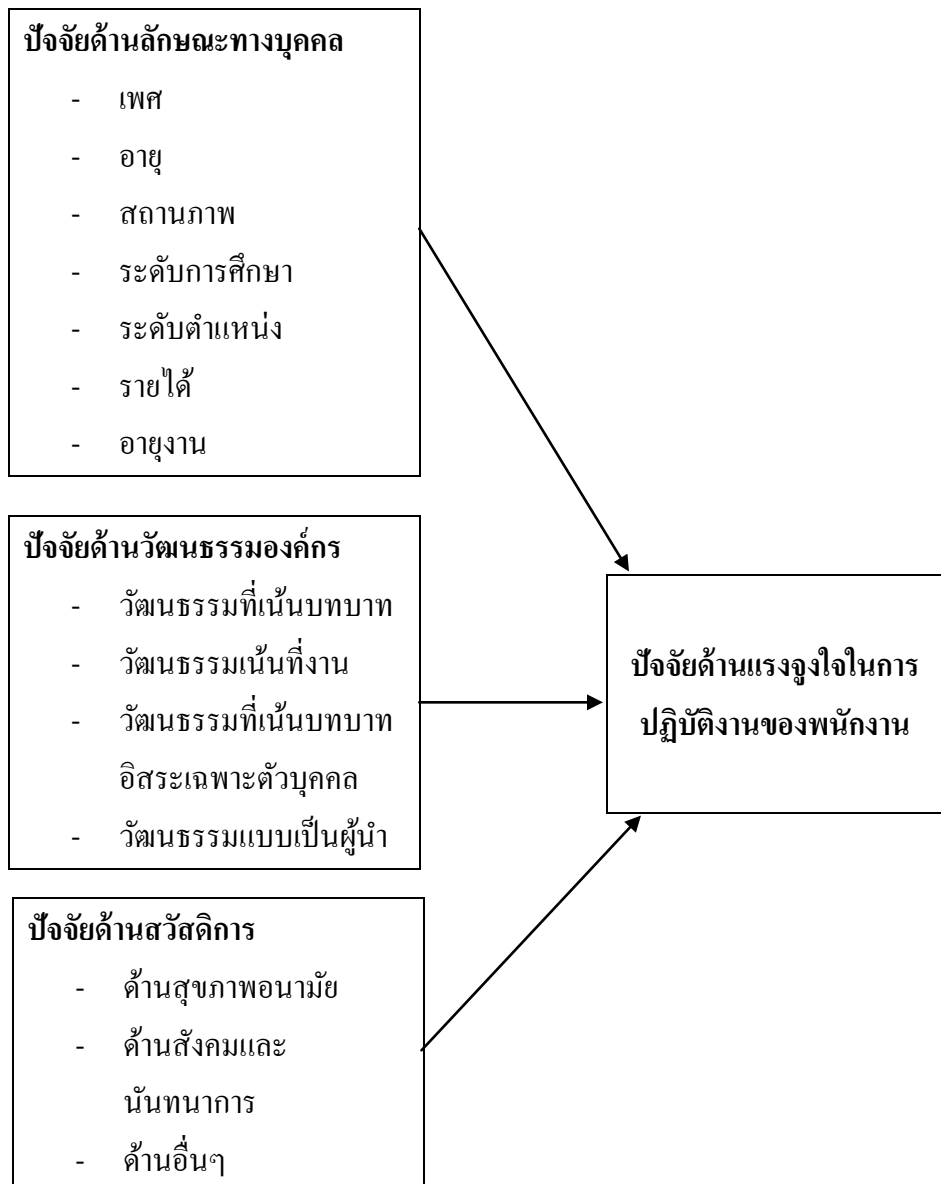 ปัจจัยด้านลักษณะทางบุคคล
- เพศ
- อายุ
- สถานภาพ
- ระดับการศึกษา
- ระดับตำแหน่ง
- รายได้
- อายุงาน
ปัจจัยด้านวัฒนธรรมองค์กร
- วัฒนธรรมที่เน้นบทบาท
- วัฒนธรรมเน้นที่งาน
- วัฒนธรรมที่เน้นบทบาท
อิสระเฉพาะตัวบุคคล
- วัฒนธรรมแบบเป็นผู้นำ
ปัจจัยด้านสวัสดิการ
- ด้านสุขภาพอนามัย
- ด้านสังคมและ
นันทนาการ
- ด้านอื่นๆ
ปัจจัยด้านแรงจูงใจในการ
ปฏิบัติงานของพนักงาน